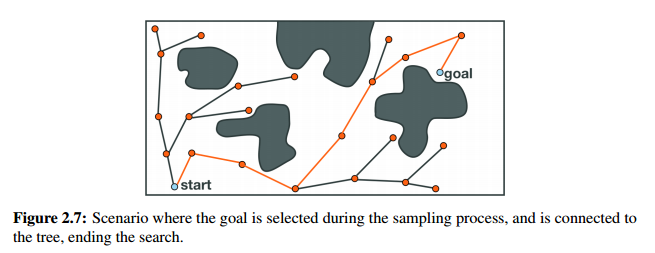 goal
start
Figure 2.7: Scenario where the goal is selected during the sampling process, and is connected to
the tree, ending the search.